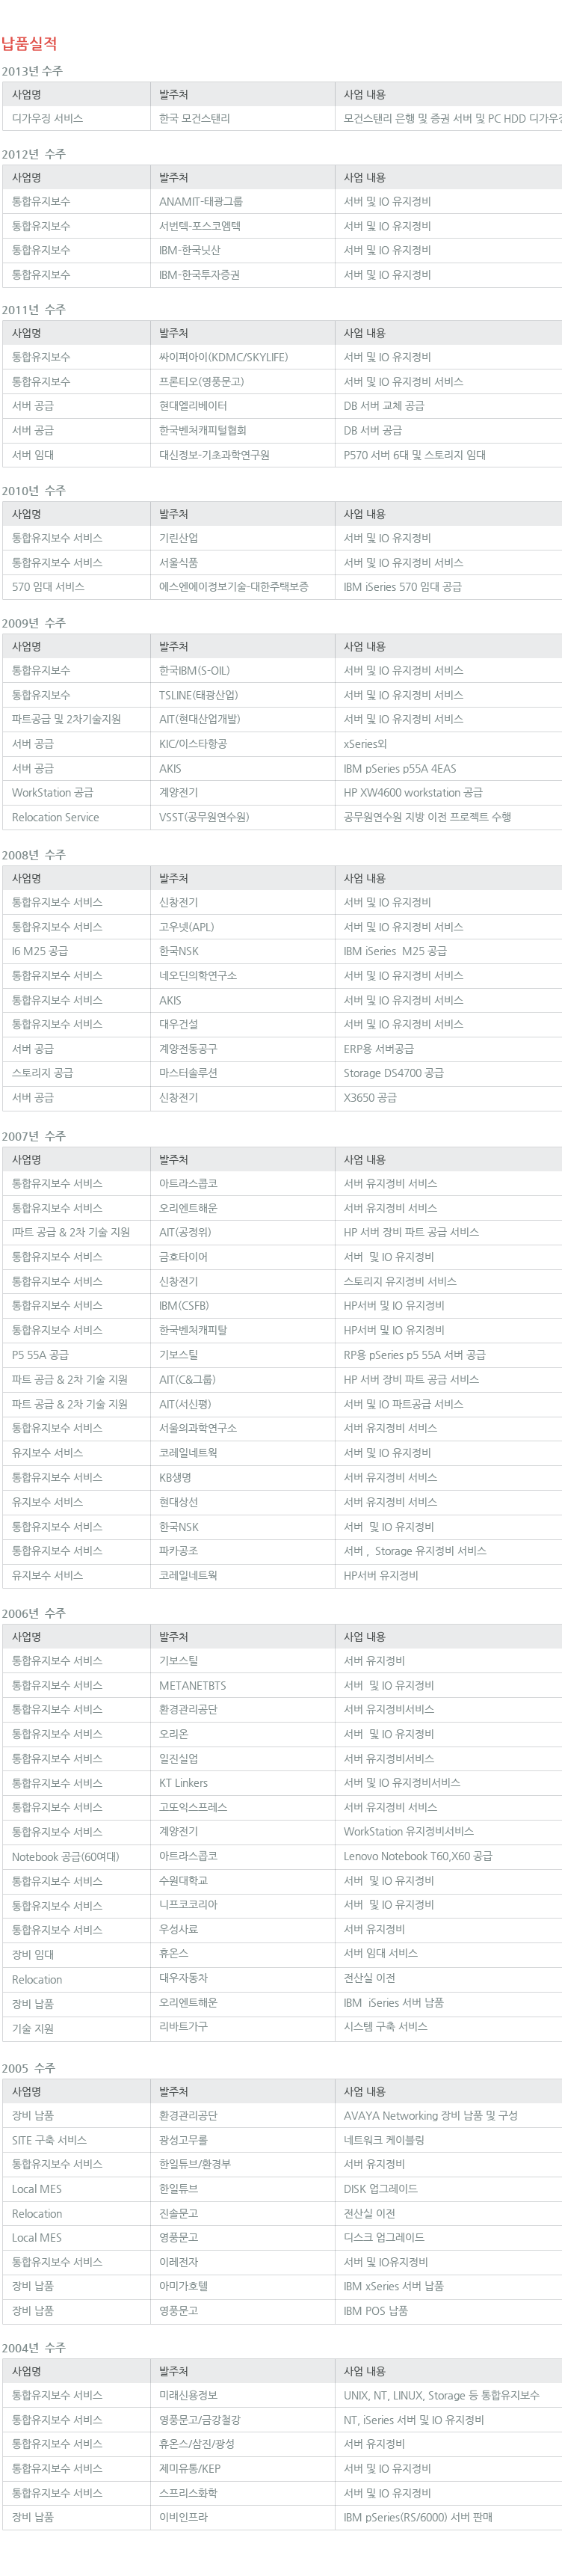 납품실적
2013년 수주
사업명 발주처 사업 내용
디가우징 서비스 한국 모건스탠리 모건스탠리 은행 및 증권 서버 및 PC HDD 디가우징
2012년 수주
사업명 발주처 사업 내용
통합유지보수 ANAMIT-태광그룹 서버 및 IO 유지정비
통합유지보수 서번텍-포스코엠텍 서버 및 IO 유지정비
통합유지보수 IBM-한국닛산 서버 및 IO 유지정비
통합유지보수 IBM-한국투자증권 서버 및 IO 유지정비
2011년 수주
사업명 발주처 사업 내용
통합유지보수 싸이퍼아이(KDMC/SKYLIFE) 서버 및 IO 유지정비
통합유지보수 프론티오(영풍문고) 서버 및 IO 유지정비 서비스
서버 공급 현대엘리베이터 DB 서버 교체 공급
서버 공급 한국벤처캐피털협회 DB 서버 공급
서버 임대 대신정보-기초과학연구원 P570 서버 6대 및 스토리지 임대
2010년 수주
사업명 발주처 사업 내용
통합유지보수 서비스 기린산업 서버 및 IO 유지정비
통합유지보수 서비스 서울식품 서버 및 IO 유지정비 서비스
570 임대 서비스 에스엔에이정보기술-대한주택보증 IBM iSeries 570 임대 공급
2009년 수주
사업명 발주처 사업 내용
통합유지보수 한국IBM(S-OIL) 서버 및 IO 유지정비 서비스
통합유지보수 TSLINE(태광산업) 서버 및 IO 유지정비 서비스
파트공급 및 2차기술지원 AIT(현대산업개발) 서버 및 IO 유지정비 서비스
서버 공급 KIC/이스타항공 xSeries외
서버 공급 AKIS IBM pSeries p55A 4EAS
WorkStation 공급 계양전기 HP XW4600 workstation 공급
Relocation Service VSST(공무원연수원) 공무원연수원 지방 이전 프로젝트 수행
2008년 수주
사업명 발주처 사업 내용
통합유지보수 서비스 신창전기 서버 및 IO 유지정비
통합유지보수 서비스 고우넷(APL) 서버 및 IO 유지정비 서비스
I6 M25 공급 한국NSK IBM iSeries M25 공급
통합유지보수 서비스 네오딘의학연구소 서버 및 IO 유지정비 서비스
통합유지보수 서비스 AKIS 서버 및 IO 유지정비 서비스
통합유지보수 서비스 대우건설 서버 및 IO 유지정비 서비스
서버 공급 계양전동공구 ERP용 서버공급
스토리지 공급 마스터솔루션 Storage DS4700 공급
서버 공급 신창전기 X3650 공급
2007년 수주
사업명 발주처 사업 내용
통합유지보수 서비스 아트라스콥코 서버 유지정비 서비스
통합유지보수 서비스 오리엔트해운 서버 유지정비 서비스
I파트 공급 & 2차 기술 지원 AIT(공정위) HP 서버 장비 파트 공급 서비스
통합유지보수 서비스 금호타이어 서버 및 IO 유지정비
통합유지보수 서비스 신창전기 스토리지 유지정비 서비스
통합유지보수 서비스 IBM(CSFB) HP서버 및 IO 유지정비
통합유지보수 서비스 한국벤처캐피탈 HP서버 및 IO 유지정비
P5 55A 공급 기보스틸 RP용 pSeries p5 55A 서버 공급
파트 공급 & 2차 기술 지원 AIT(C&그룹) HP 서버 장비 파트 공급 서비스
파트 공급 & 2차 기술 지원 AIT(서신평) 서버 및 IO 파트공급 서비스
통합유지보수 서비스 서울의과학연구소 서버 유지정비 서비스
유지보수 서비스 코레일네트웍 서버 및 IO 유지정비
통합유지보수 서비스 KB생명 서버 유지정비 서비스
유지보수 서비스 현대상선 서버 유지정비 서비스
통합유지보수 서비스 한국NSK 서버 및 IO 유지정비
통합유지보수 서비스 파카공조 서버 , Storage 유지정비 서비스
유지보수 서비스 코레일네트웍 HP서버 유지정비
2006년 수주
사업명 발주처 사업 내용
통합유지보수 서비스 기보스틸 서버 유지정비
통합유지보수 서비스 METANETBTS 서버 및 IO 유지정비
통합유지보수 서비스 환경관리공단 서버 유지정비서비스
통합유지보수 서비스 오리온 서버 및 IO 유지정비
통합유지보수 서비스 일진실업 서버 유지정비서비스
통합유지보수 서비스 KT Linkers 서버 및 IO 유지정비서비스
통합유지보수 서비스 고또익스프레스 서버 유지정비 서비스
통합유지보수 서비스 계양전기 WorkStation 유지정비서비스
Notebook 공급(60여대) 아트라스콥코 Lenovo Notebook T60,X60 공급
통합유지보수 서비스 수원대학교 서버 및 IO 유지정비
통합유지보수 서비스 니프코코리아 서버 및 IO 유지정비
통합유지보수 서비스 우성사료 서버 유지정비
장비 임대 휴온스 서버 임대 서비스
Relocation 대우자동차 전산실 이전
장비 납품 오리엔트해운 IBM iSeries 서버 납품
기술 지원 리바트가구 시스템 구축 서비스
2005 수주
사업명 발주처 사업 내용
장비 납품 환경관리공단 AVAYA Networking 장비 납품 및 구성
SITE 구축 서비스 광성고무롤 네트워크 케이블링
통합유지보수 서비스 한일튜브/환경부 서버 유지정비
Local MES 한일튜브 DISK 업그레이드
Relocation 진솔문고 전산실 이전
Local MES 영풍문고 디스크 업그레이드
통합유지보수 서비스 이레전자 서버 및 IO유지정비
장비 납품 아미가호텔 IBM xSeries 서버 납품
장비 납품 영풍문고 IBM POS 납품
2004년 수주
사업명 발주처 사업 내용
통합유지보수 서비스 미래신용정보 UNIX, NT, LINUX, Storage 등 통합유지보수
통합유지보수 서비스 영풍문고/금강철강 NT, iSeries 서버 및 IO 유지정비
통합유지보수 서비스 휴온스/삼진/광성 서버 유지정비
통합유지보수 서비스 제미유통/KEP 서버 및 IO 유지정비
통합유지보수 서비스 스프리스화학 서버 및 IO 유지정비
장비 납품 이비인프라 IBM pSeries(RS/6000) 서버 판매